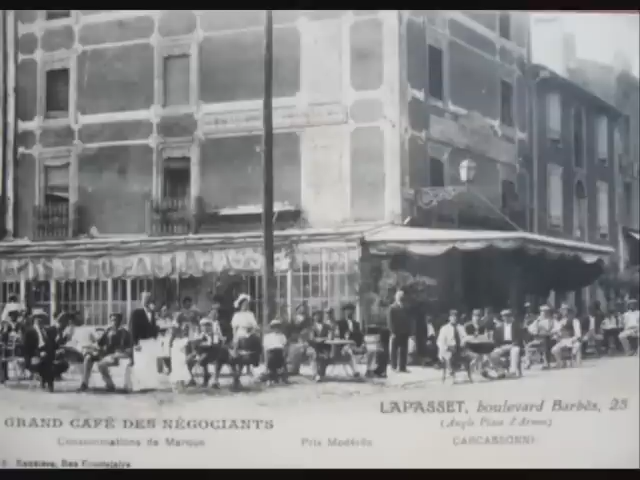 GRAND CAFÉ DES NÉGOCIANTS
LAPASSET, boulevard Barbès, 25
(Angle Place d'Armes)
Consommations de Marque
Prix Modérés
CARCASSONNE